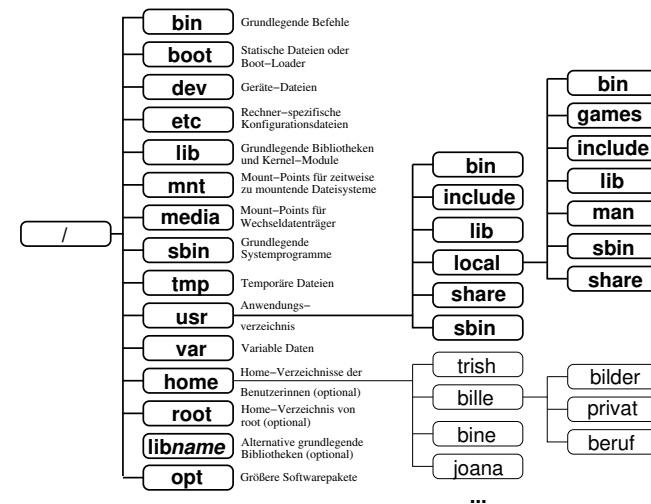 /
bin
Grundlegende Befehle
boot
Statische Dateien oder
Boot−Loader
dev
Geräte−Dateien
etc
Rechner−spezifische
Konfigurationsdateien
lib
Grundlegende Bibliotheken
und Kernel−Module
mnt
Mount−Points für zeitweise
zu mountende Dateisysteme
media
Mount−Points für
Wechseldatenträger
sbin
Grundlegende
Systemprogramme
tmp
Temporäre Dateien
usr
Anwendungs−
verzeichnis
var
Variable Daten
home
Home−Verzeichnisse der
Benutzerinnen (optional)
root
Home−Verzeichnis von
root (optional)
libname
Alternative grundlegende
Bibliotheken (optional)
opt
Größere Softwarepakete
bin
include
lib
local
share
sbin
bin
games
include
lib
man
sbin
share
trish
bille
bine
joana
...
bilder
privat
beruf